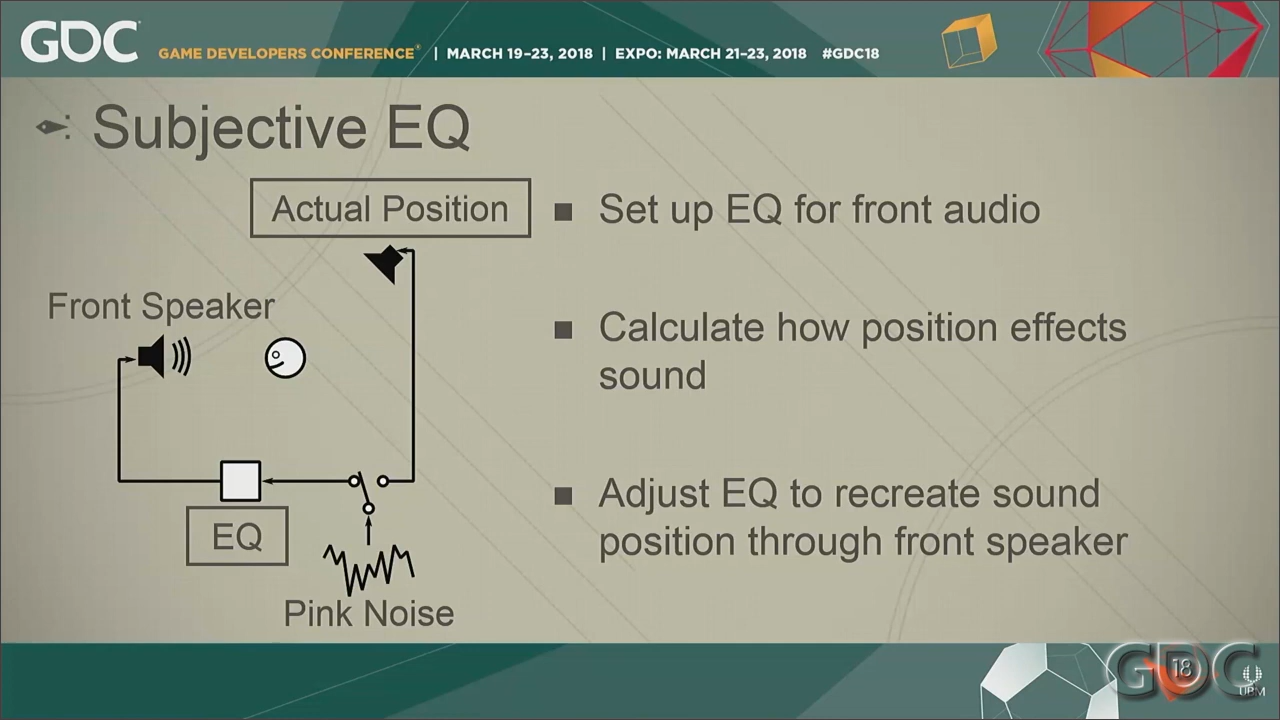 GDC
GAME DEVELOPERS CONFERENCE® | MARCH 19–23, 2018 | EXPO: MARCH 21–23, 2018 #GDC18
Subjective EQ
Actual Position
Front Speaker
EQ
Pink Noise
Set up EQ for front audio
Calculate how position effects
sound
Adjust EQ to recreate sound
position through front speaker
GDC
18
UBM